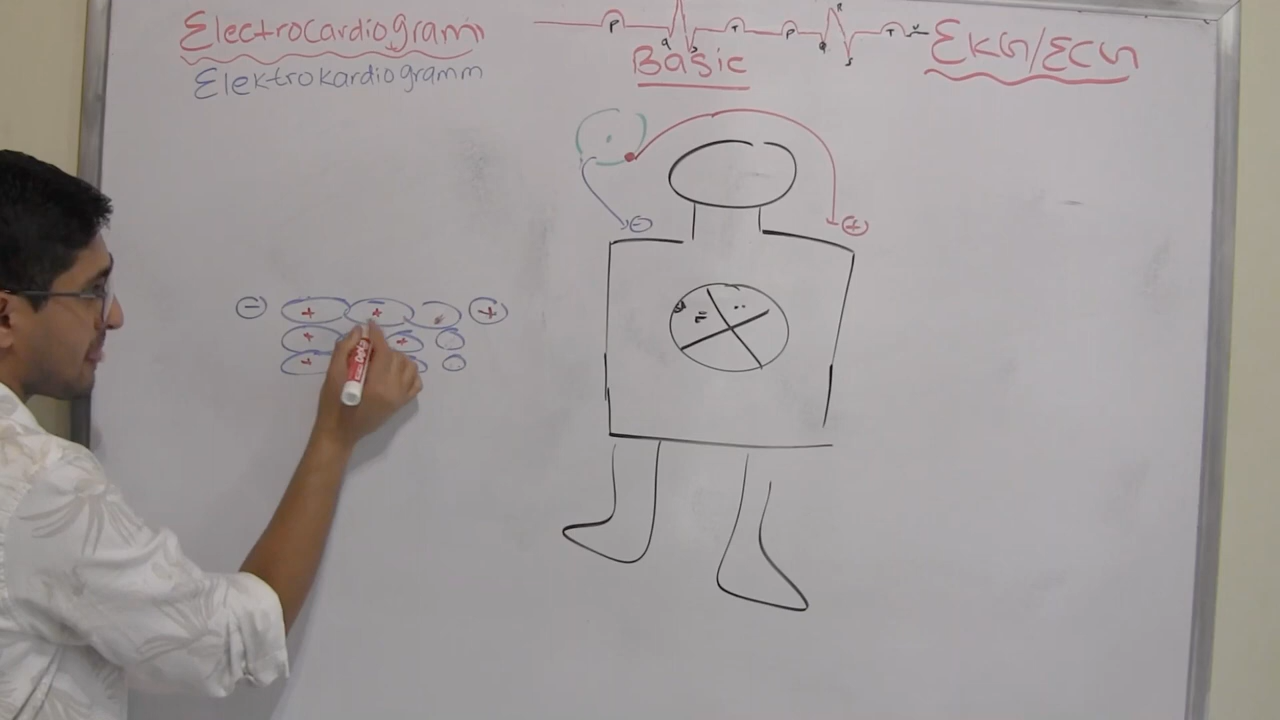 Electrocardiogram
Elektrokardiogramm
P Q R S T P Q R S T
Basic
EKG/ECG
- +
- + + +
+ +
+